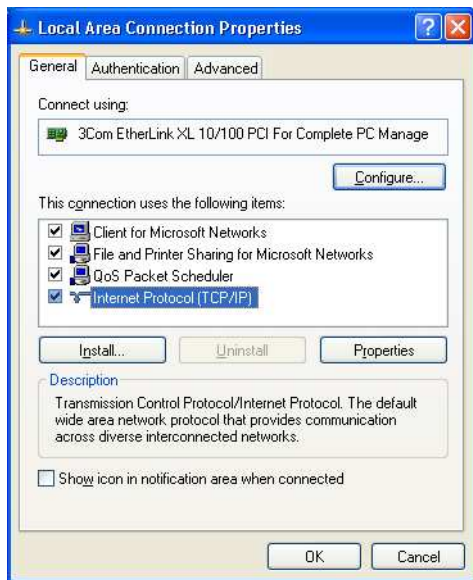 Local Area Connection Properties
General Authentication Advanced
Connect using:
3Com EtherLink XL 10/100 PCI For Complete PC Manage
Configure...
This connection uses the following items:
Client for Microsoft Networks
File and Printer Sharing for Microsoft Networks
QoS Packet Scheduler
Internet Protocol (TCP/IP)
Install... Uninstall Properties
Description
Transmission Control Protocol/Internet Protocol. The default
wide area network protocol that provides communication
across diverse interconnected networks.
Show icon in notification area when connected
OK Cancel